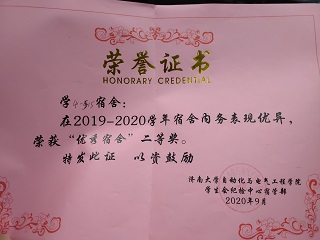 荣誉证书
HONORARY CREDENTIAL
宿舍:
在2019-2020学年宿舍内务表现优异,
荣获“优秀宿舍”二等奖。
特发此证 以资鼓励
济南大学自动化与电气工程学院
学生会纪检中心宿管部
2020年9月